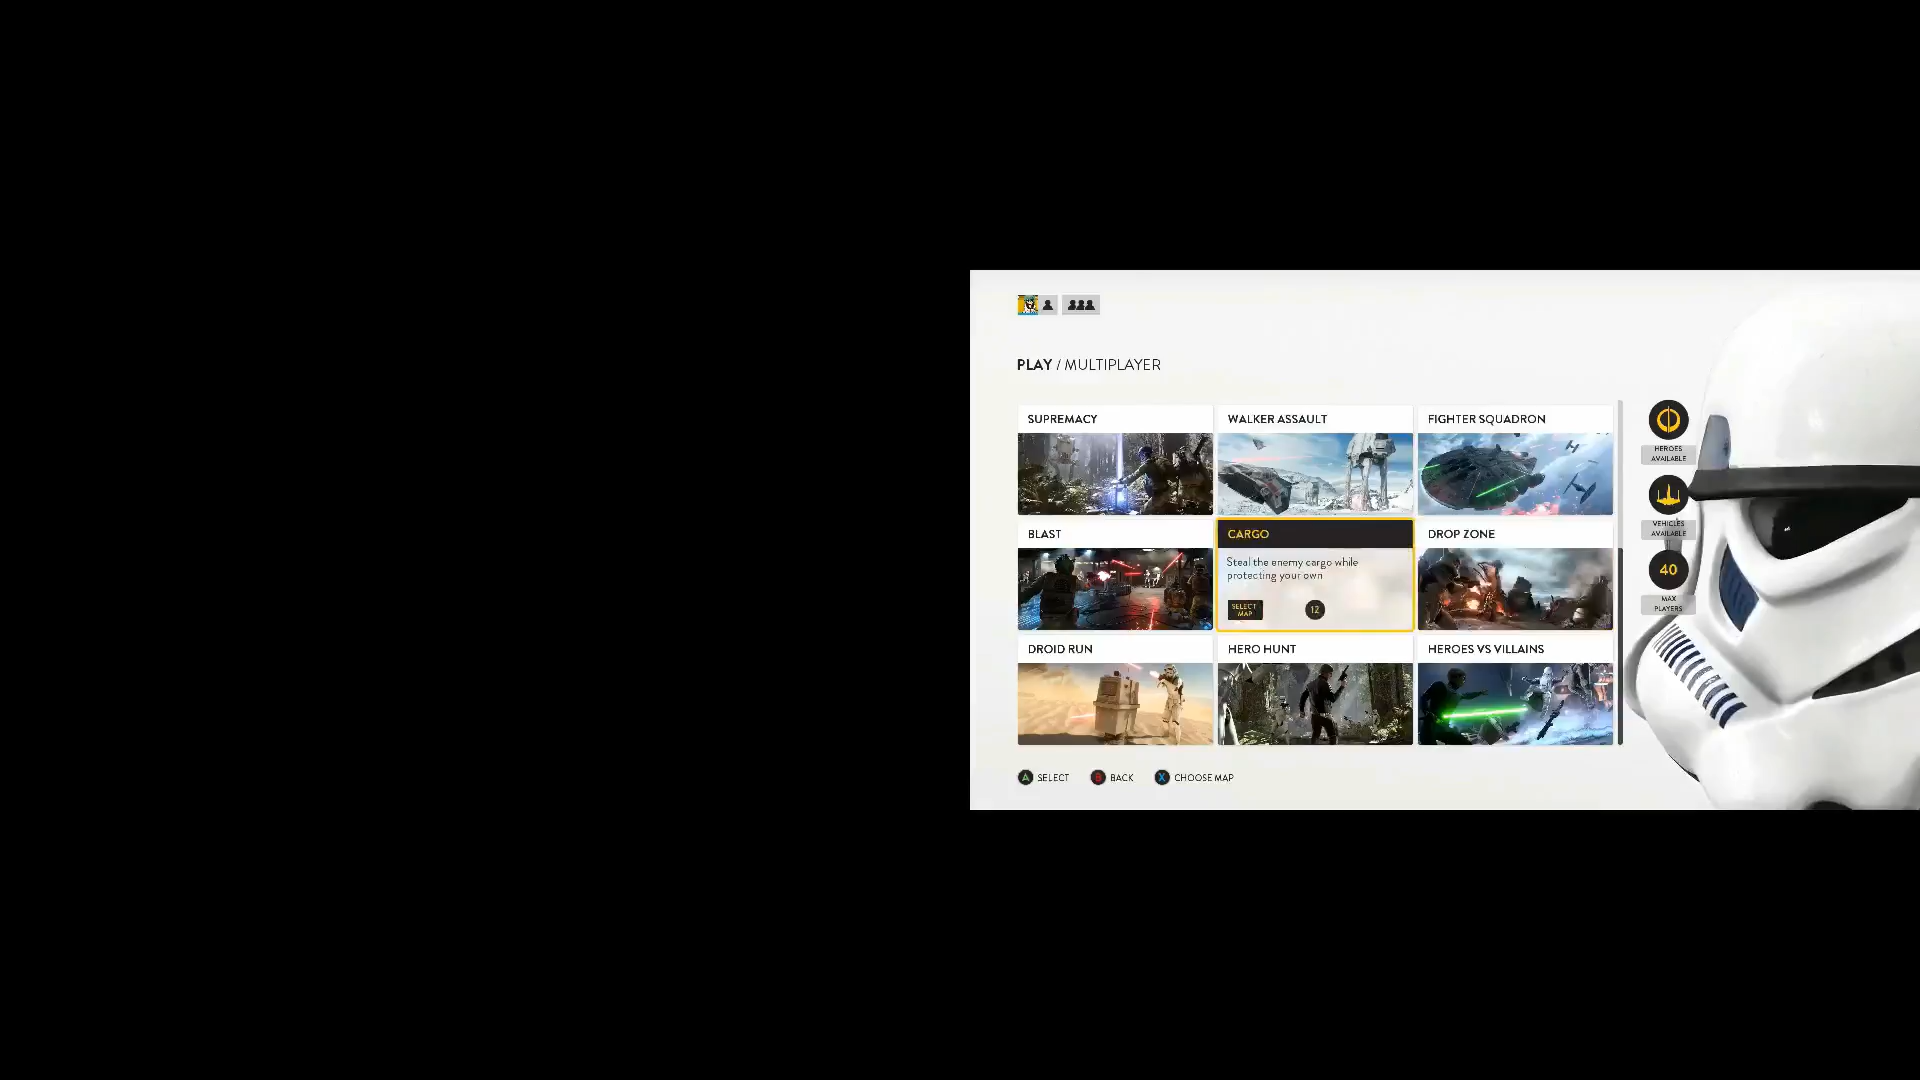 PLAY / MULTIPLAYER
SUPREMACY
WALKER ASSAULT
FIGHTER SQUADRON
HEROES
AVAILABLE
VEHICLES
AVAILABLE
40
MAX
PLAYERS
BLAST
CARGO
Steal the enemy cargo while
protecting your own
SELECT
MAP
12
DROP ZONE
DROID RUN
HERO HUNT
HEROES VS VILLAINS
A SELECT
B BACK
X CHOOSE MAP